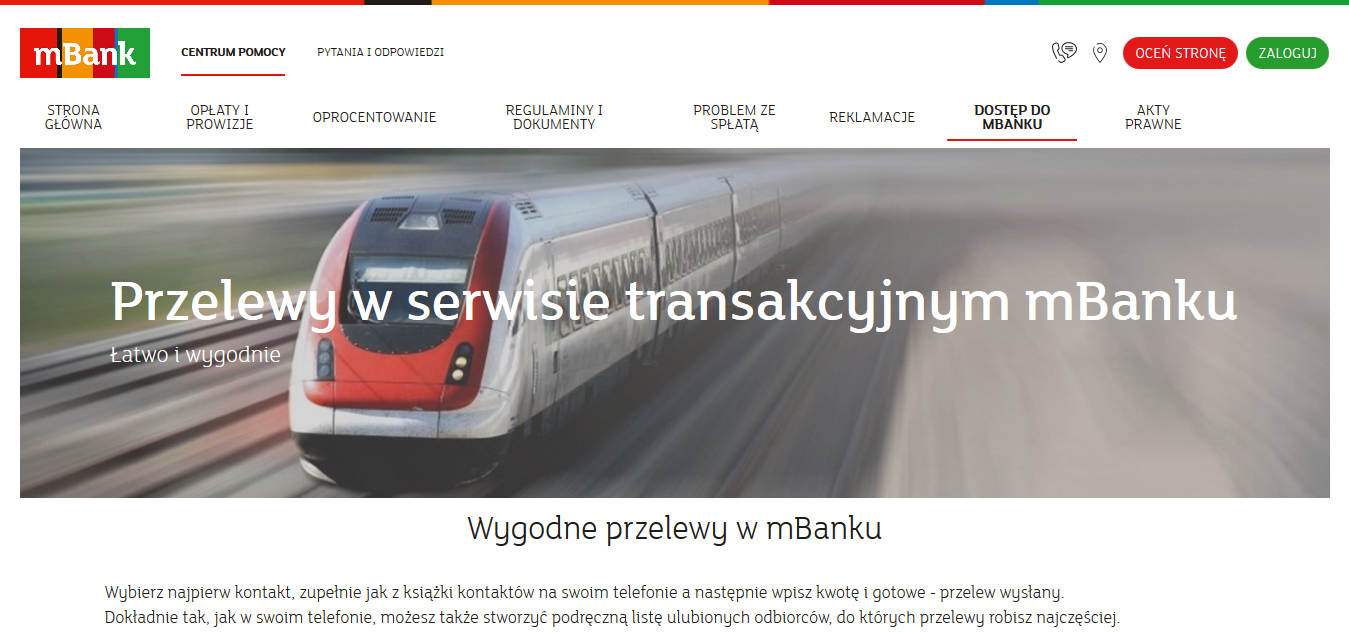 mBank
CENTRUM POMOCY
PYTANIA I ODPOWIEDZI
OCEŃ STRONĘ
ZALOGUJ
STRONA
GŁÓWNA
OPŁATY I
PROWIZJE
OPROCENTOWANIE
REGULAMINY I
DOKUMENTY
PROBLEM ZE
SPŁATĄ
REKLAMACJE
DOSTĘP DO
MBANKU
AKTY
PRAWNE
Przelewy w serwisie transakcyjnym mBanku
Łatwo i wygodnie
Wygodne przelewy w mBanku
Wybierz najpierw kontakt, zupełnie jak z książki kontaktów na swoim telefonie a następnie wpisz kwotę i gotowe - przelew wysłany.
Dokładnie tak, jak w swoim telefonie, możesz także stworzyć podręczną listę ulubionych odbiorców, do których przelewy robisz najczęściej.